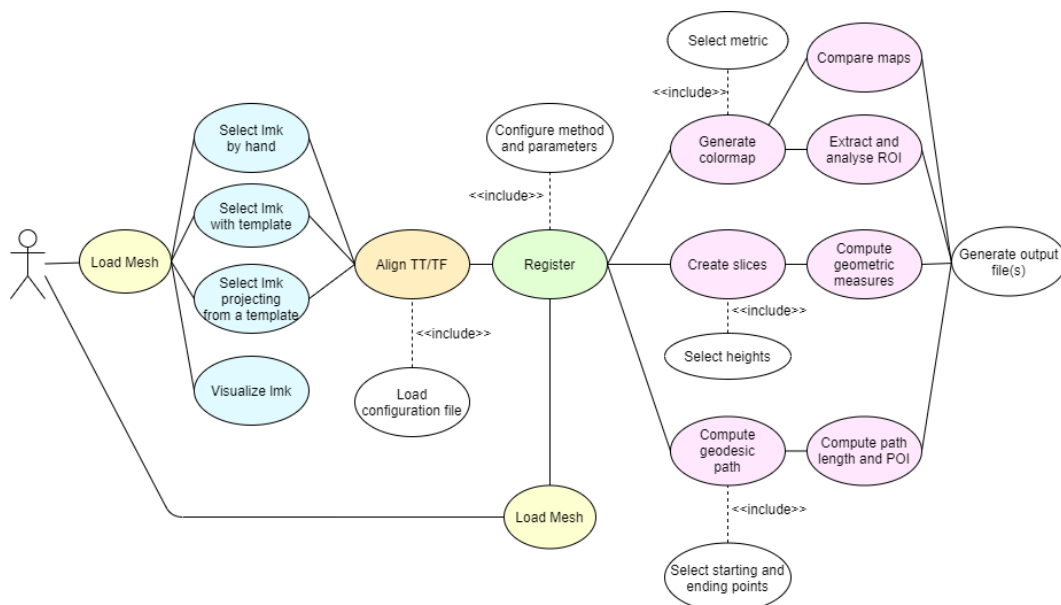 Select metric
Compare maps
<<include>>
Select lmk
by hand
Configure method
and parameters
Generate
colormap
Extract and
analyse ROI
<<include>>
Select lmk
with template
Load Mesh
Align TT/TF
Register
Create slices
Compute
geometric
measures
Generate output
file(s)
Select lmk
projecting
from a template
<<include>>
<<include>>
Select heights
Visualize lmk
Load
configuration file
Compute
geodesic
path
Compute path
length and POI
Load Mesh
<<include>>
Select starting and
ending points